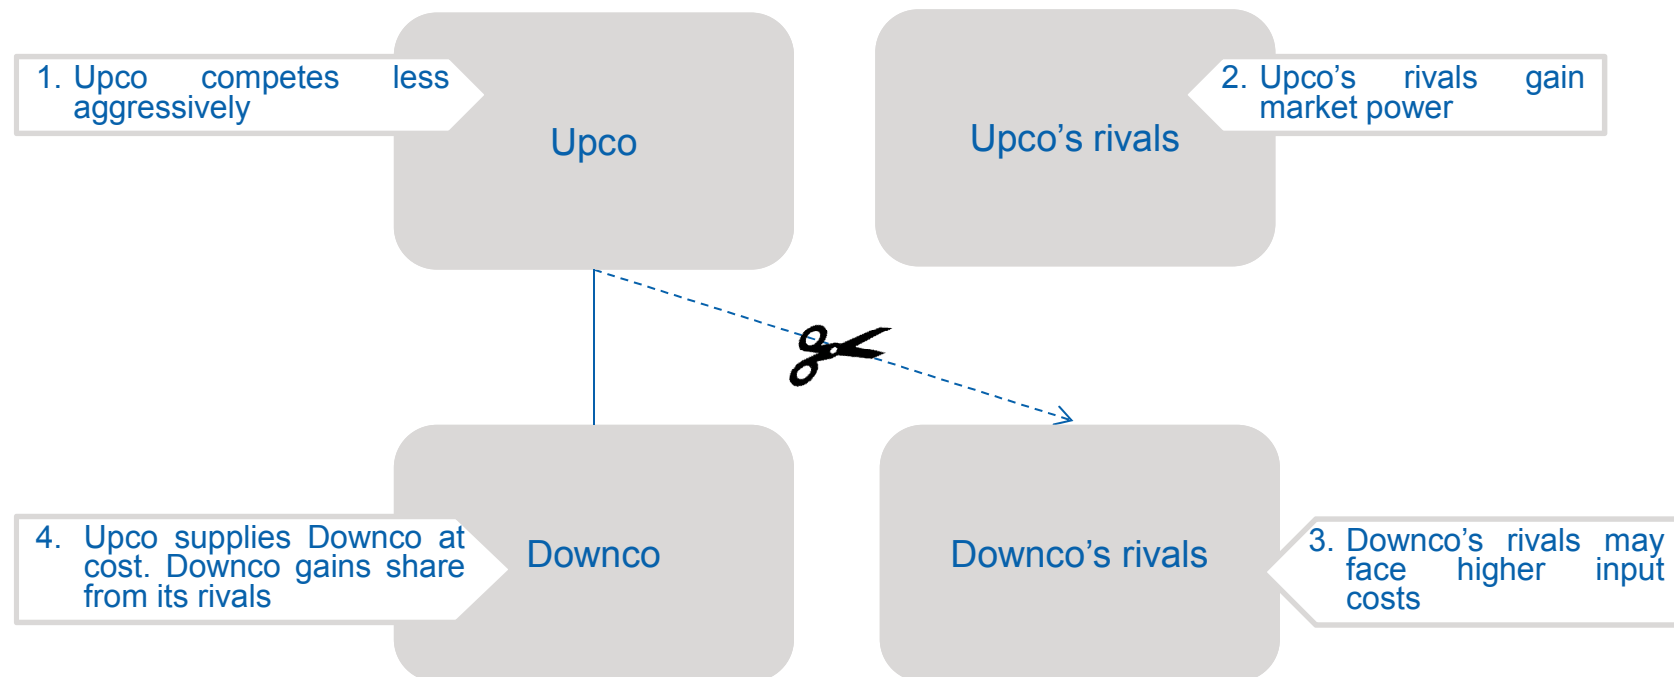 1. Upco competes less
aggressively
Upco
Upco’s rivals
2. Upco’s rivals gain
market power
4. Upco supplies Downco at
cost. Downco gains share
from its rivals
Downco
Downco’s rivals
3. Downco’s rivals may
face higher input
costs